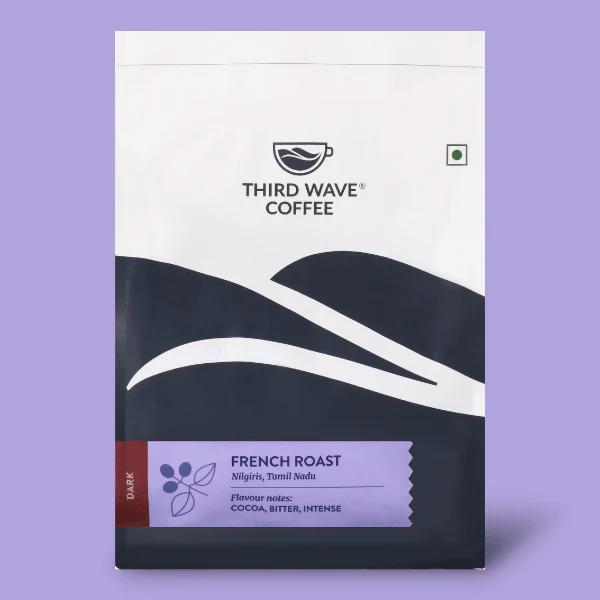 THIRD WAVE®
COFFEE
DARK
FRENCH ROAST
Nilgiris, Tamil Nadu
Flavour notes:
COCOA, BITTER, INTENSE